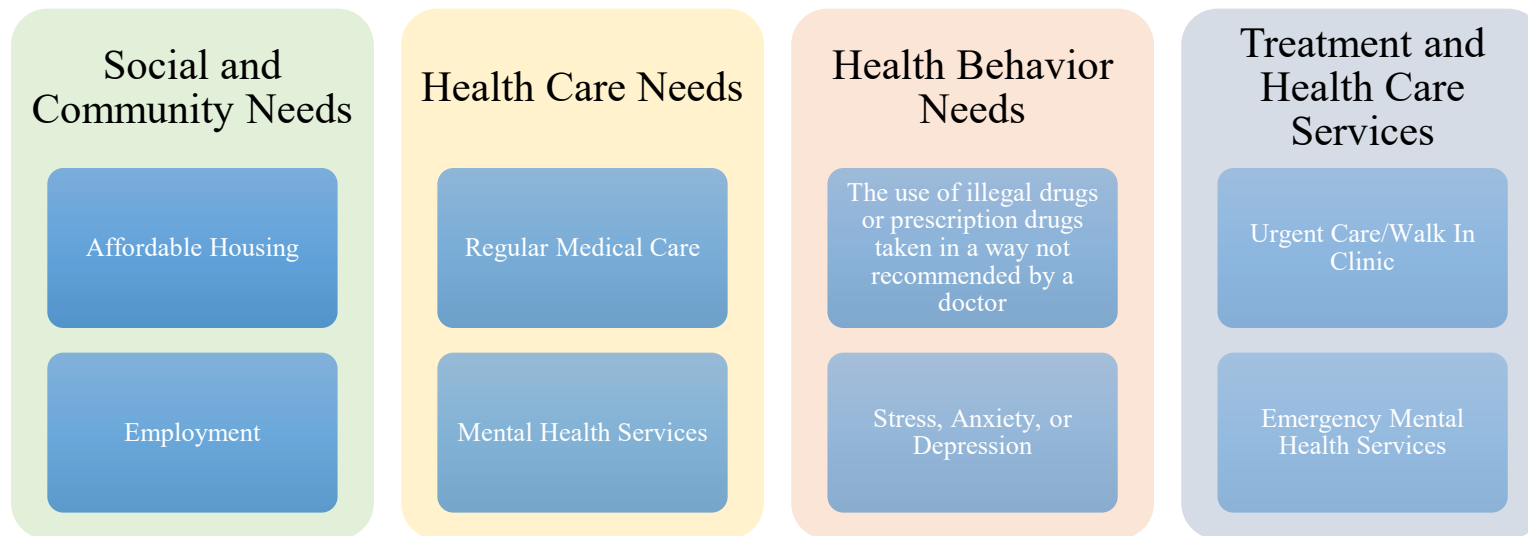 Social and
Community Needs
Affordable Housing
Employment
Health Care Needs
Regular Medical Care
Mental Health Services
Health Behavior
Needs
The use of illegal drugs
or prescription drugs
taken in a way not
recommended by a
doctor
Stress, Anxiety, or
Depression
Treatment and
Health Care
Services
Urgent Care/Walk In
Clinic
Emergency Mental
Health Services